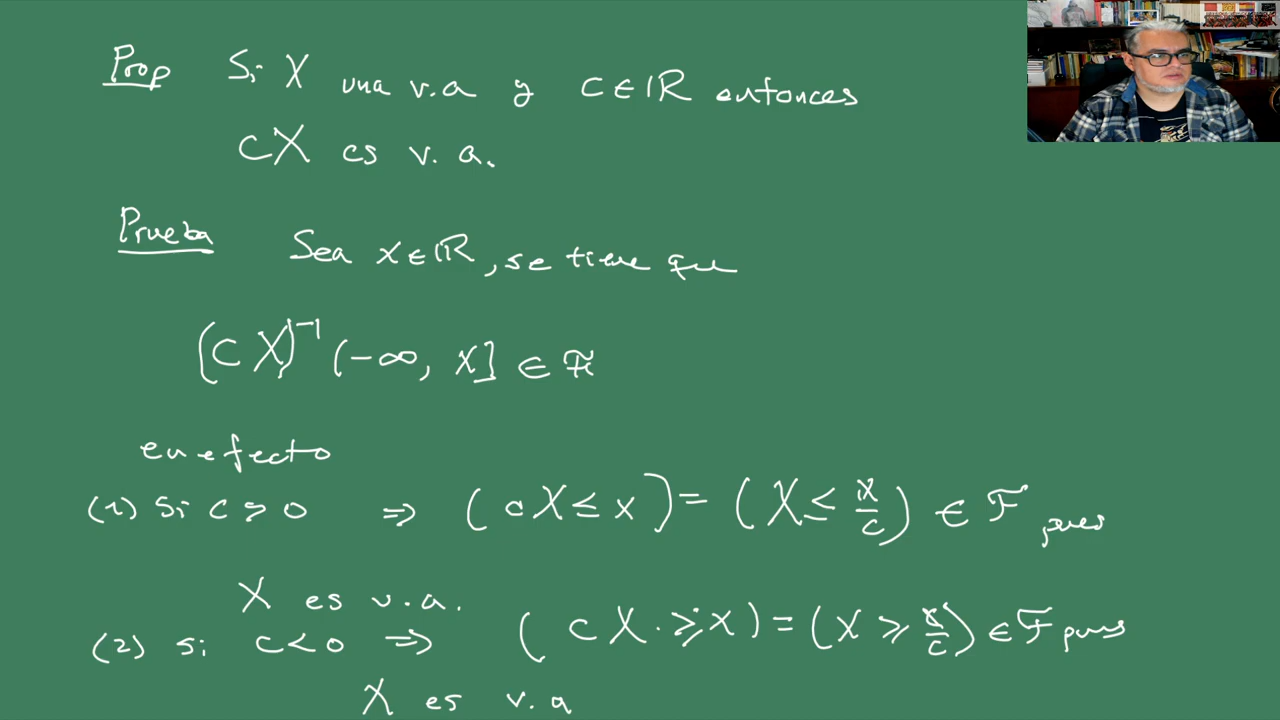 Prop Si X una v.a y c ∈ ℝ entonces
cX es v.a.
Prueba Sea x ∈ ℝ, se tiene que
(cX)⁻¹(-∞, x] ∈ ℱ
en efecto
(1) Si c > 0 ⇒ (cX ≤ x) = (X ≤ x/c) ∈ ℱ pues
X es v.a.
(2) si c < 0 ⇒ (cX ≥ x) = (X ≥ x/c) ∈ ℱ pues
X es v.a